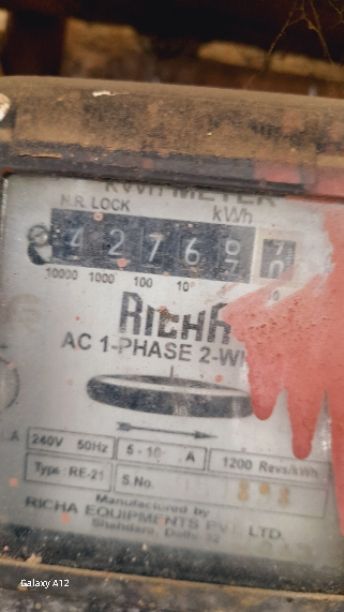 kWh METER
N.R. LOCK kWh
4 2 7 6
10000 1000 100 10
RICHA
AC 1-PHASE 2-WI
240V 50Hz 5-10 A 1200 Revs/kWh
Type : RE-21 S.No.
Manufactured by
RICHA EQUIPMENTS PVT. LTD.
Shahdara, Delhi 32
Galaxy A12